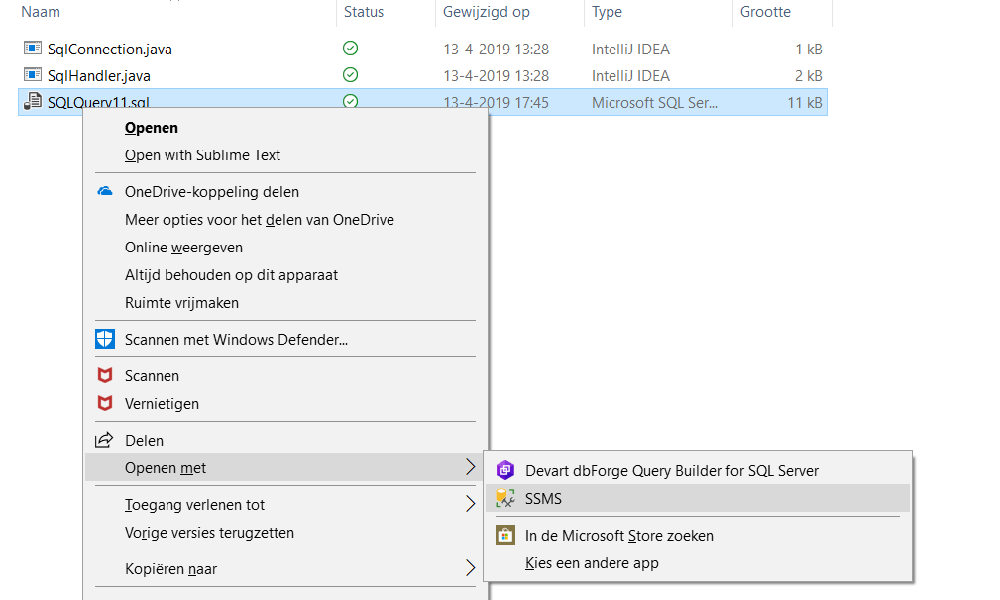 Naam Status Gewijzigd op Type Grootte
SqlConnection.java 13-4-2019 13:28 IntelliJ IDEA 1 kB
SqlHandler.java 13-4-2019 13:28 IntelliJ IDEA 2 kB
SQLQuery11.sql 13-4-2019 17:45 Microsoft SQL Ser... 11 kB
Openen
Open with Sublime Text
OneDrive-koppeling delen
Meer opties voor het delen van OneDrive
Online weergeven
Altijd behouden op dit apparaat
Ruimte vrijmaken
Scannen met Windows Defender...
Scannen
Vernietigen
Delen
Openen met
Devart dbForge Query Builder for SQL Server
SSMS
In de Microsoft Store zoeken
Kies een andere app
Toegang verlenen tot
Vorige versies terugzetten
Kopiëren naar